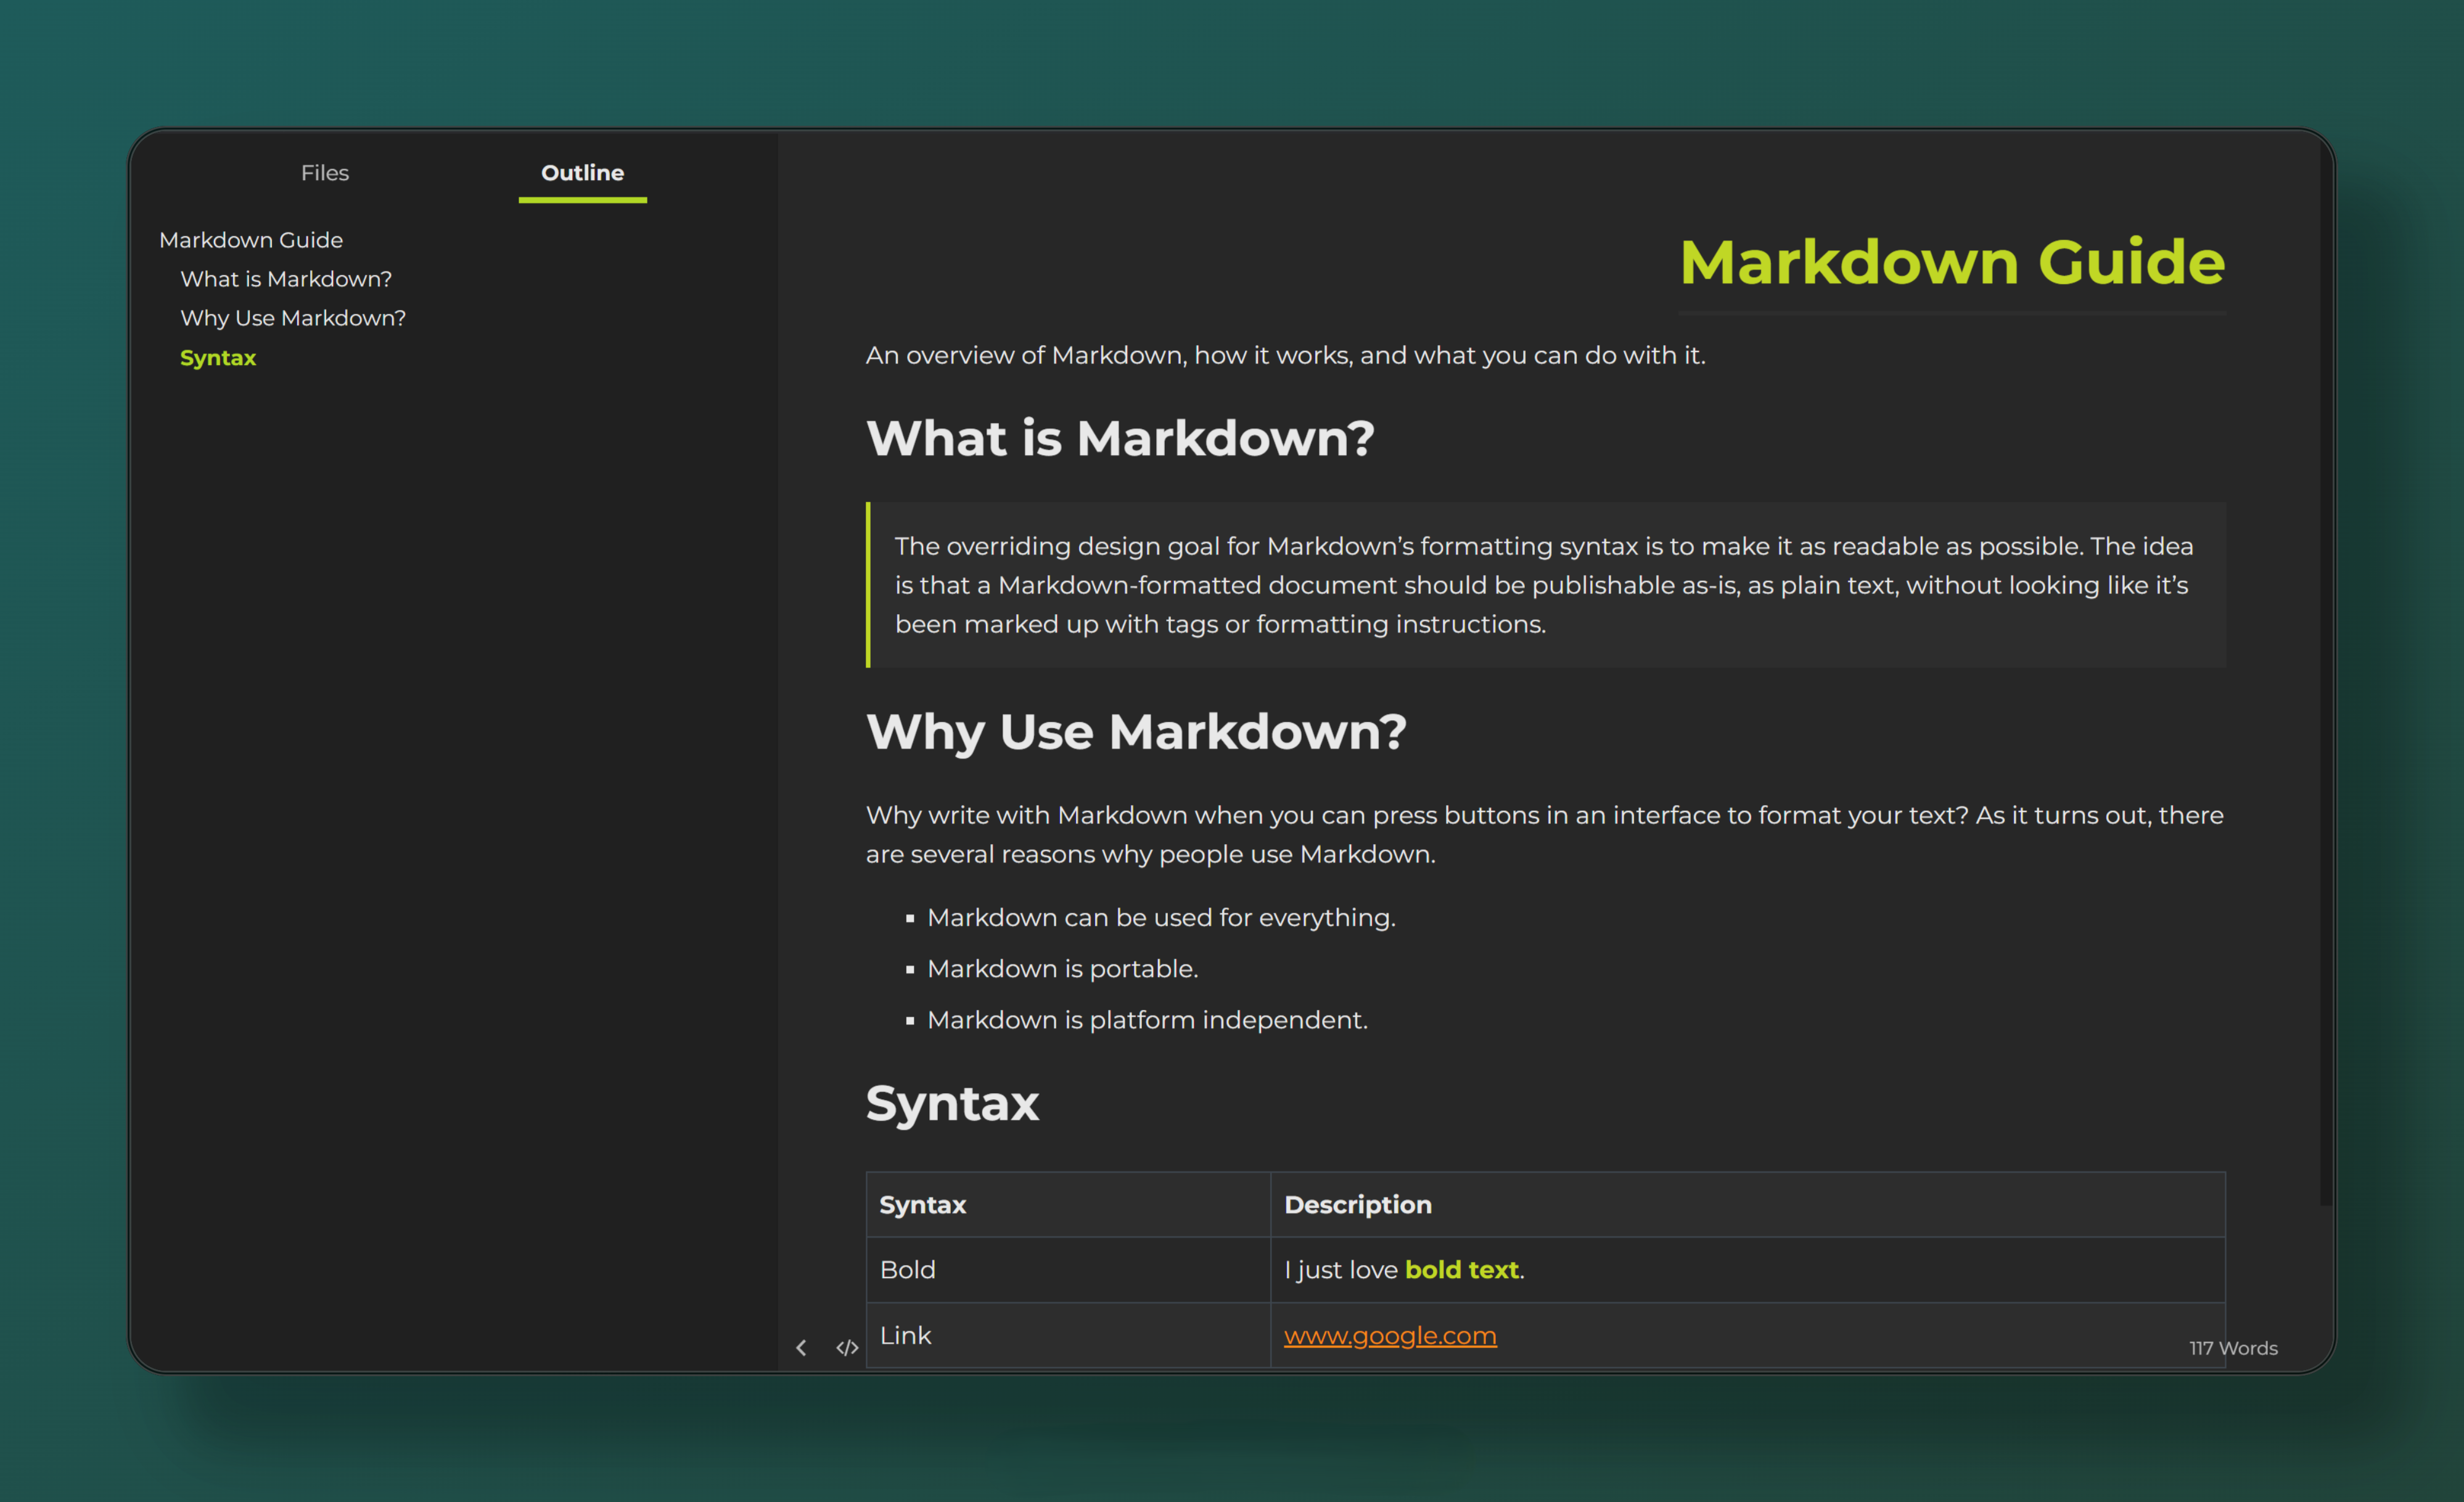 Files
Outline
Markdown Guide
What is Markdown?
Why Use Markdown?
Syntax
Markdown Guide
An overview of Markdown, how it works, and what you can do with it.
What is Markdown?
The overriding design goal for Markdown’s formatting syntax is to make it as readable as possible. The idea
is that a Markdown-formatted document should be publishable as-is, as plain text, without looking like it’s
been marked up with tags or formatting instructions.
Why Use Markdown?
Why write with Markdown when you can press buttons in an interface to format your text? As it turns out, there
are several reasons why people use Markdown.
▪ Markdown can be used for everything.
▪ Markdown is portable.
▪ Markdown is platform independent.
Syntax
Syntax Description
Bold I just love bold text.
Link www.google.com
</> 117 Words